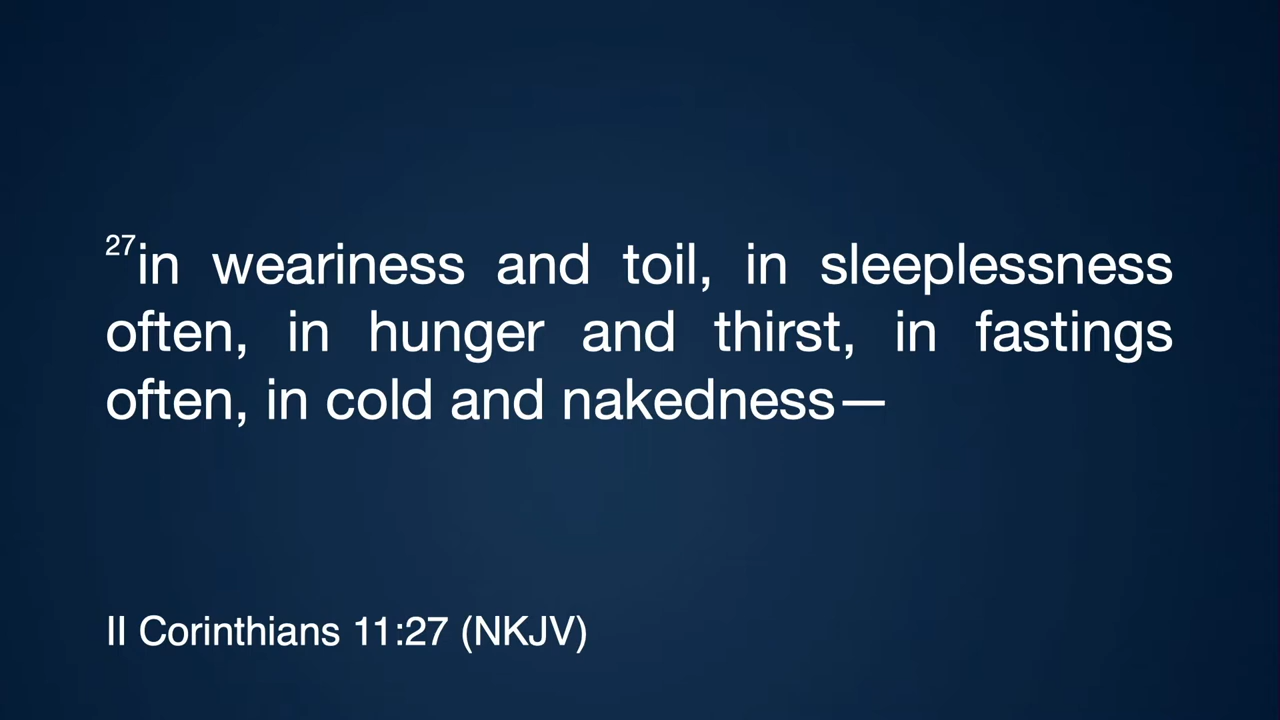 27in weariness and toil, in sleeplessness
often, in hunger and thirst, in fastings
often, in cold and nakedness—
II Corinthians 11:27 (NKJV)